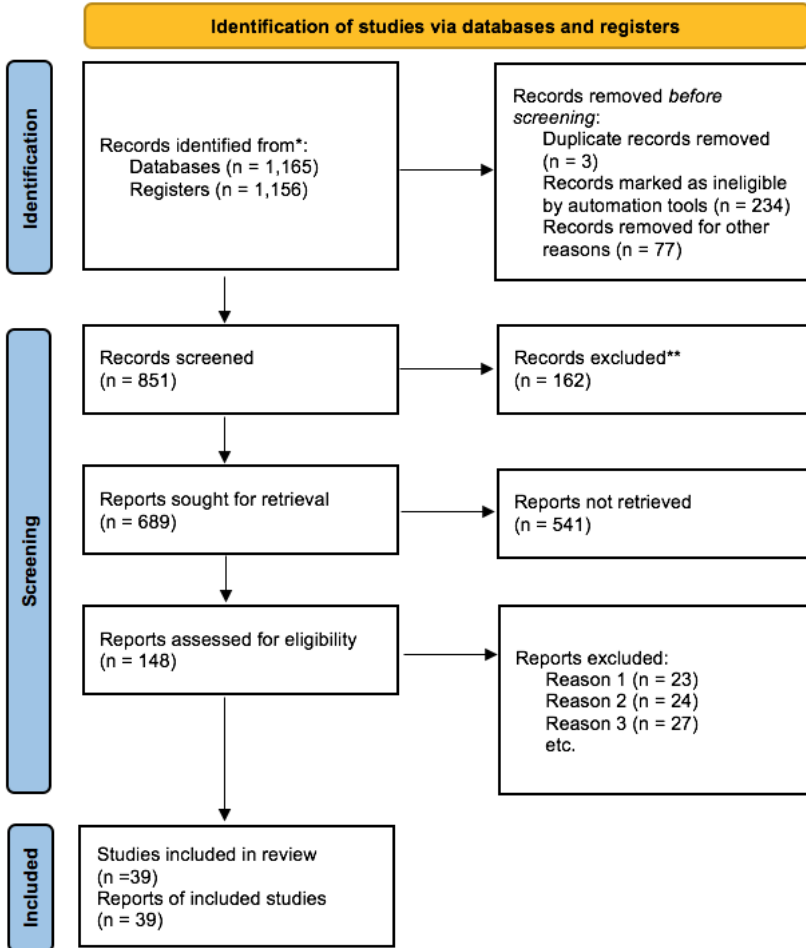 Identification of studies via databases and registers
Identification
Records identified from*:
Databases (n = 1,165)
Registers (n = 1,156)
Records removed before
screening:
Duplicate records removed
(n = 3)
Records marked as ineligible
by automation tools (n = 234)
Records removed for other
reasons (n = 77)
Screening
Records screened
(n = 851)
Records excluded**
(n = 162)
Reports sought for retrieval
(n = 689)
Reports not retrieved
(n = 541)
Reports assessed for eligibility
(n = 148)
Reports excluded:
Reason 1 (n = 23)
Reason 2 (n = 24)
Reason 3 (n = 27)
etc.
Included
Studies included in review
(n =39)
Reports of included studies
(n = 39)